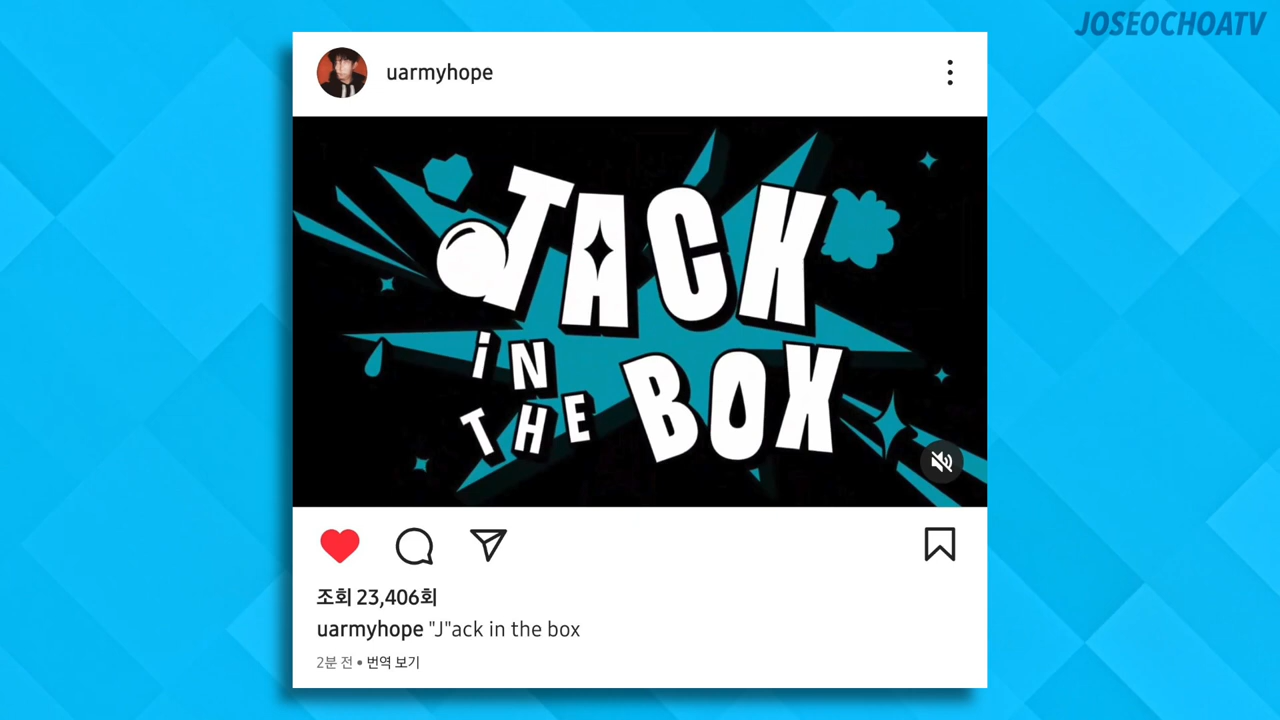 JOSEOCHOATV
uarmyhope
JACK
iN
THE
BOX
조회 23,406회
uarmyhope "J"ack in the box
2분 전 • 번역 보기